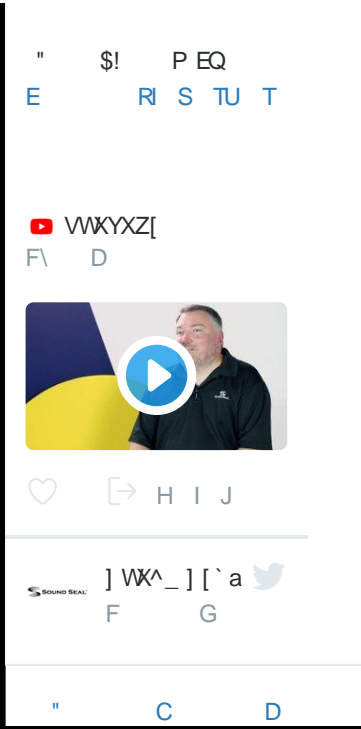 " $! P EQ
E RI S TU T
VWXYXZ[
F\ D
H I J
SOUND SEAL
] WX^_ ] [ ` a
F G
" C D